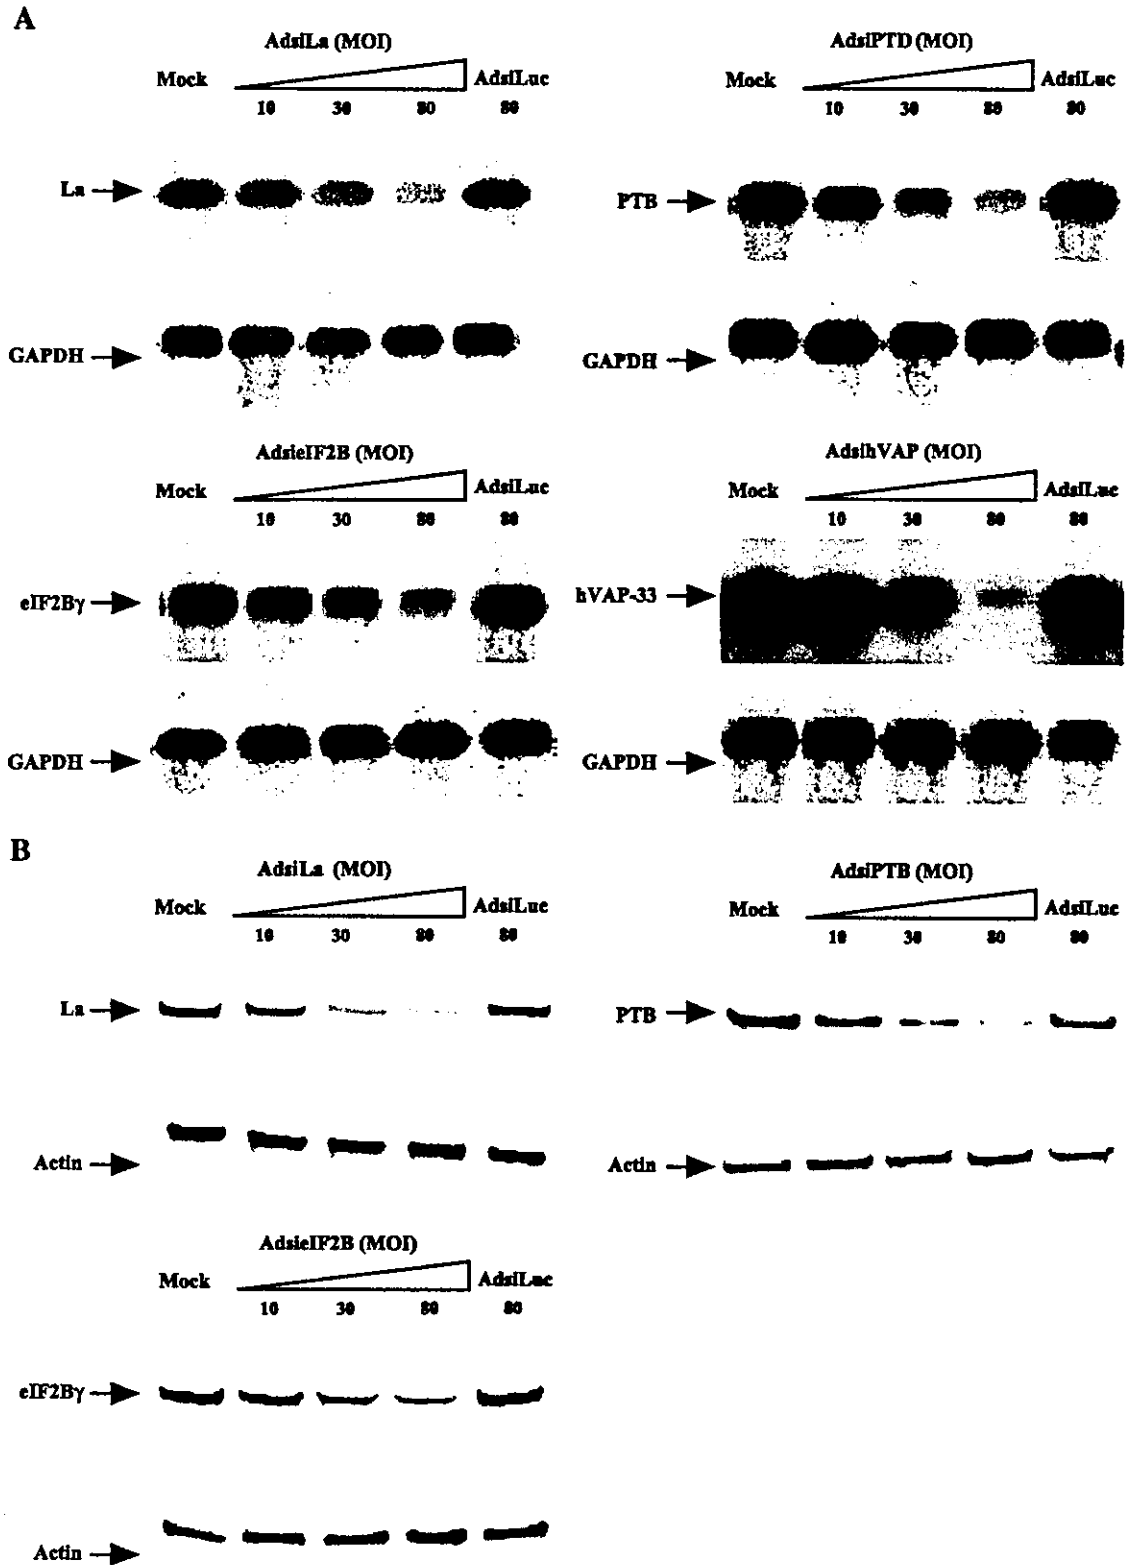 A
AdsiLa (MOI)
Mock
AdsiLuc
10 30 80 80
La
GAPDH
AdsiPTD (MOI)
Mock
AdsiLuc
10 30 80 80
PTB
GAPDH
AdsieIF2B (MOI)
Mock
AdsiLuc
10 30 80 80
eIF2Bγ
GAPDH
AdsihVAP (MOI)
Mock
AdsiLuc
10 30 80 80
hVAP-33
GAPDH
B
AdsiLa (MOI)
Mock
AdsiLuc
10 30 80 80
La
Actin
AdsiPTB (MOI)
Mock
AdsiLuc
10 30 80 80
PTB
Actin
AdsieIF2B (MOI)
Mock
AdsiLuc
10 30 80 80
eIF2Bγ
Actin